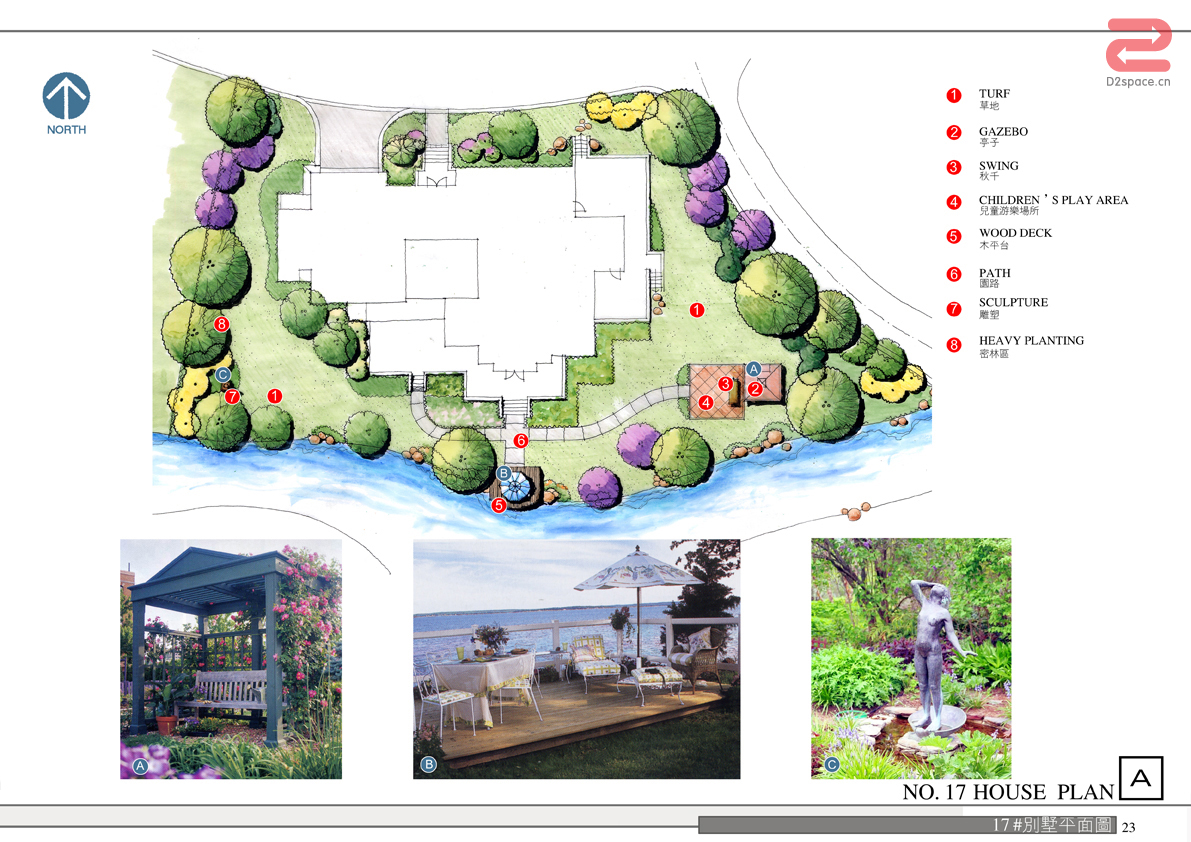 D2space.cn
NORTH
1 TURF
草地
2 GAZEBO
亭子
3 SWING
秋千
4 CHILDREN ’ S PLAY AREA
兒童游樂場所
5 WOOD DECK
木平台
6 PATH
園路
7 SCULPTURE
雕塑
8 HEAVY PLANTING
密林區
1
8
C
7
1
A
3
2
4
6
B
5
A
B
C
NO. 17 HOUSE PLAN
A
17#別墅平面圖
23